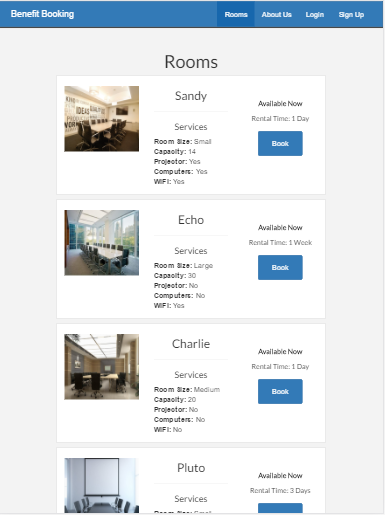 Benefit Booking
Rooms About Us Login Sign Up
Rooms
Sandy
Services
Room Size: Small
Capacity: 14
Projector: Yes
Computers: Yes
WiFi: Yes
Available Now
Rental Time: 1 Day
Book
Echo
Services
Room Size: Large
Capacity: 30
Projector: No
Computers: No
WiFi: Yes
Available Now
Rental Time: 1 Week
Book
Charlie
Services
Room Size: Medium
Capacity: 20
Projector: No
Computers: No
WiFi: No
Available Now
Rental Time: 1 Day
Book
Pluto
Services
Available Now
Rental Time: 3 Days